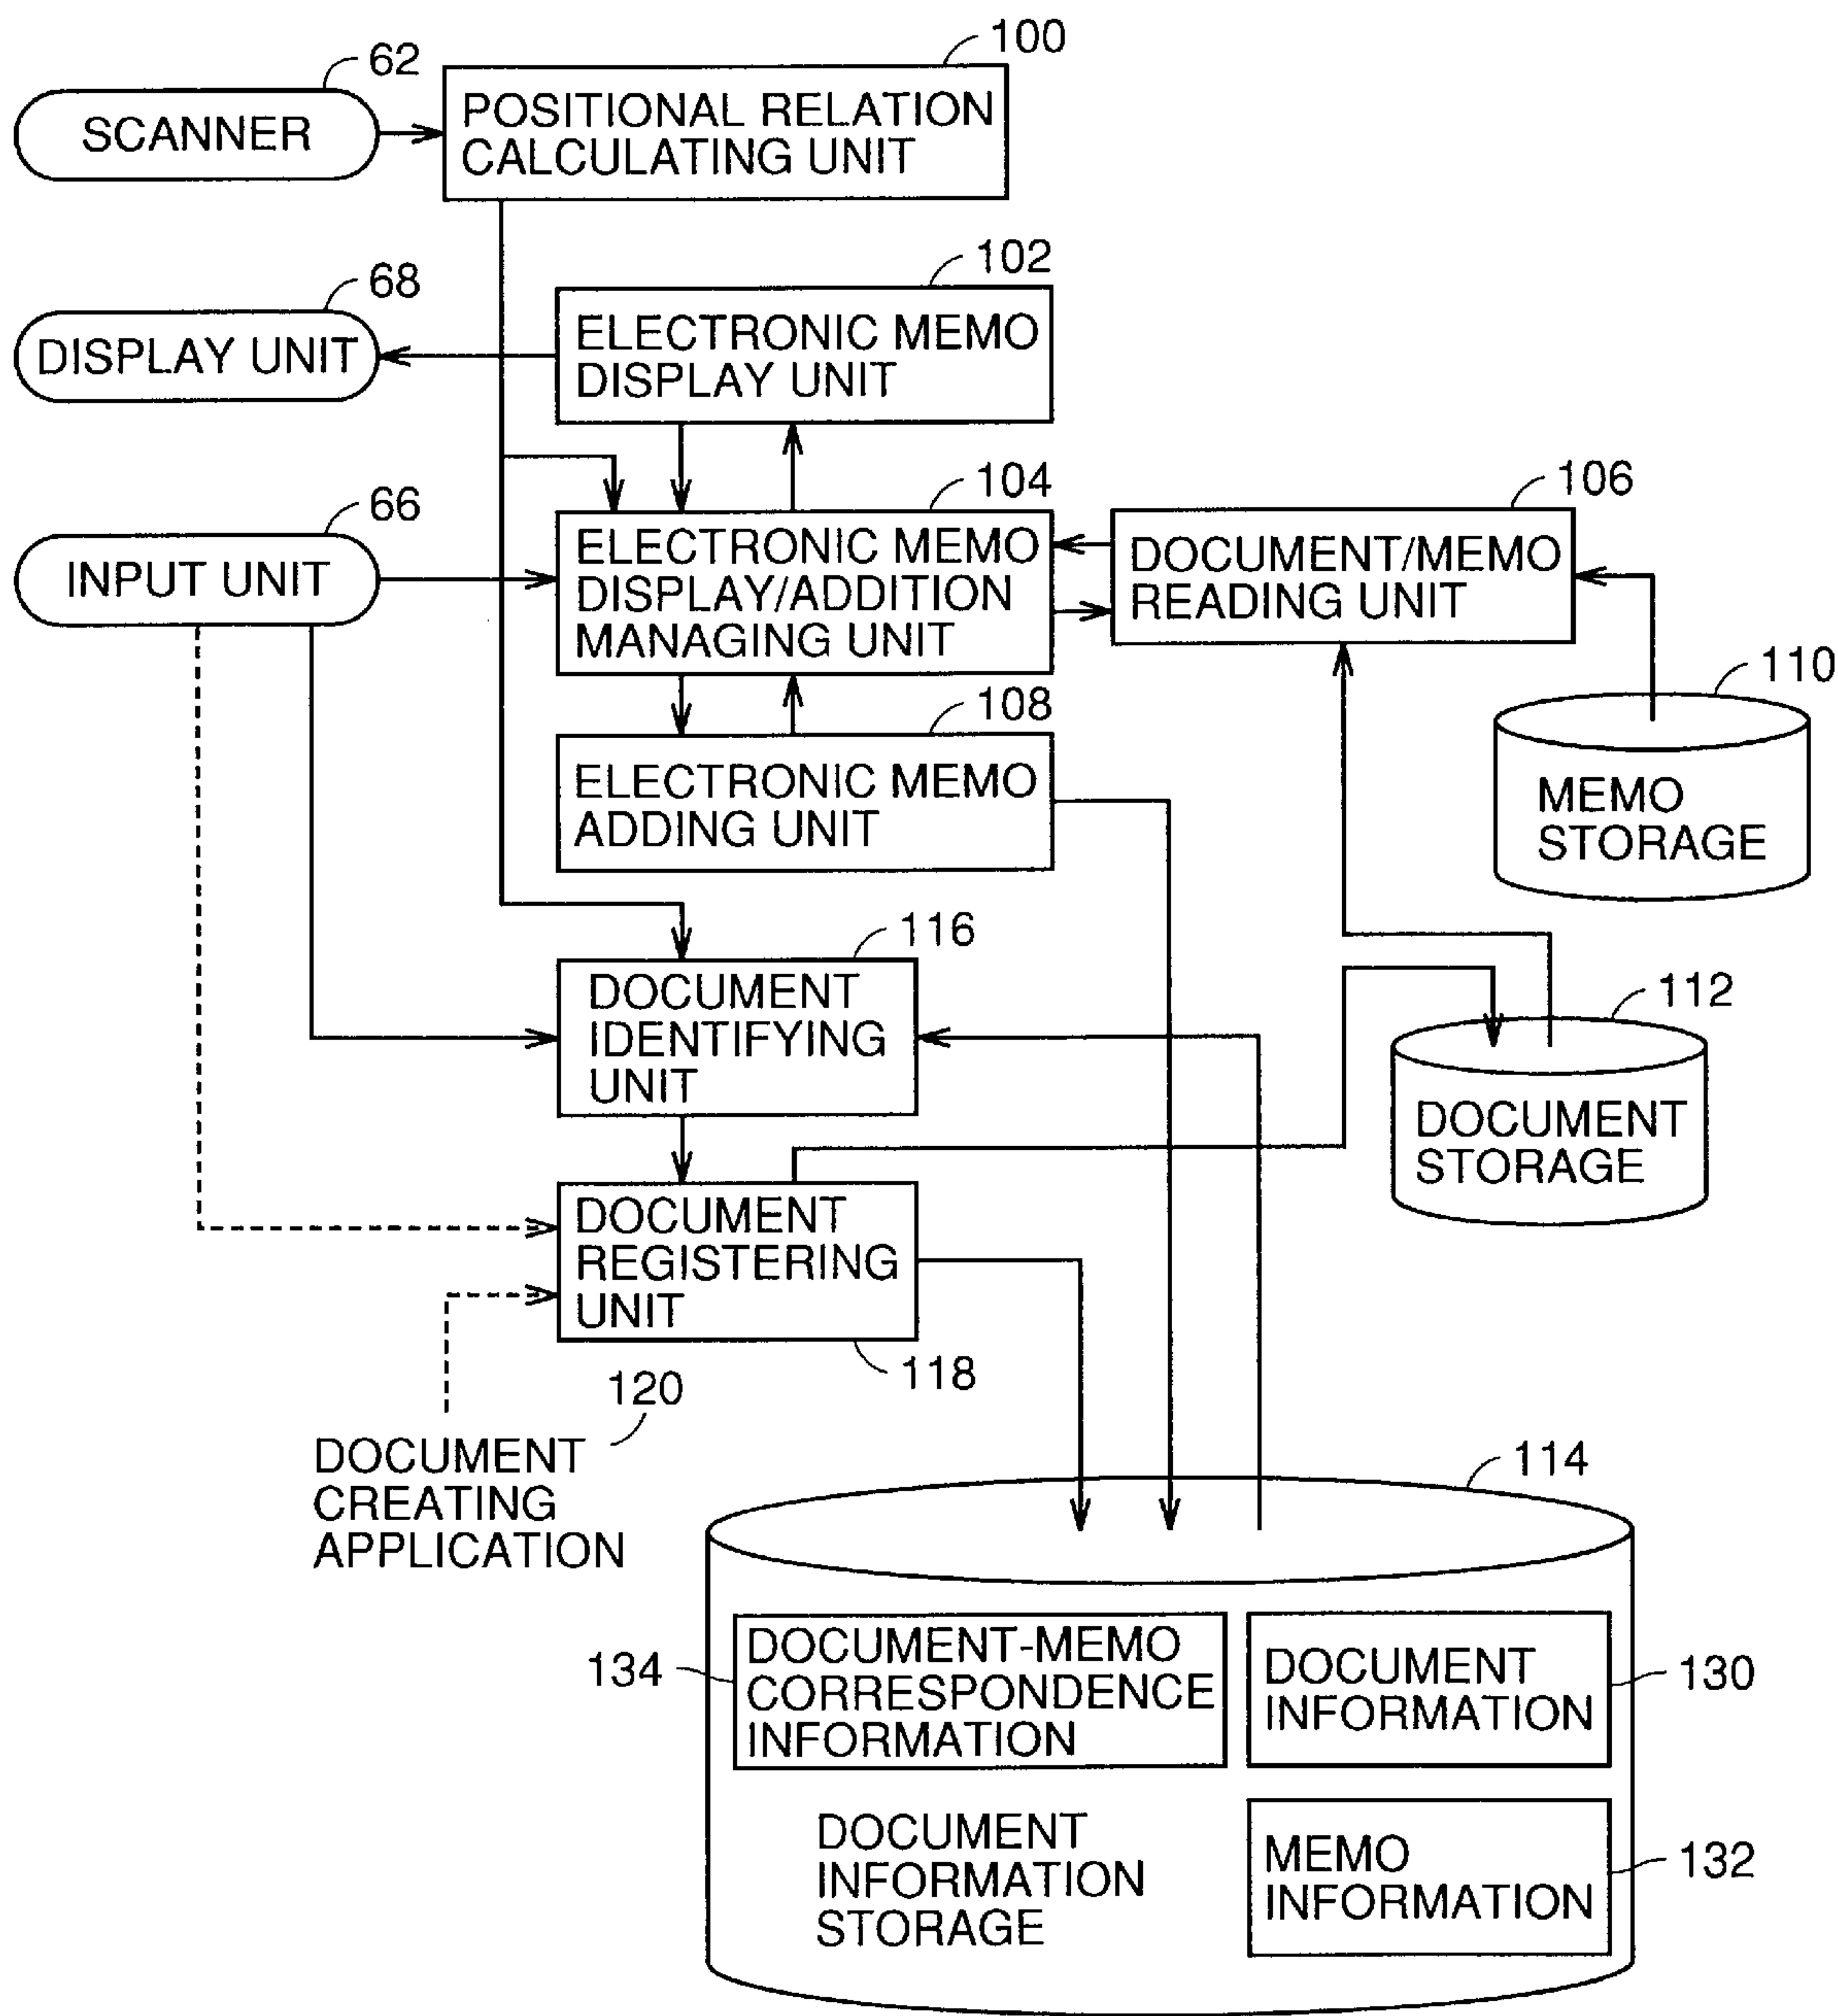 100
62
SCANNER
POSITIONAL RELATION
CALCULATING UNIT
102
68
DISPLAY UNIT
ELECTRONIC MEMO
DISPLAY UNIT
104
106
66
INPUT UNIT
ELECTRONIC MEMO
DISPLAY/ADDITION
MANAGING UNIT
DOCUMENT/MEMO
READING UNIT
110
MEMO
STORAGE
108
ELECTRONIC MEMO
ADDING UNIT
116
DOCUMENT
IDENTIFYING
UNIT
112
DOCUMENT
STORAGE
DOCUMENT
REGISTERING
UNIT
118
120
DOCUMENT
CREATING
APPLICATION
114
134
DOCUMENT-MEMO
CORRESPONDENCE
INFORMATION
DOCUMENT
INFORMATION
130
DOCUMENT
INFORMATION
STORAGE
MEMO
INFORMATION
132